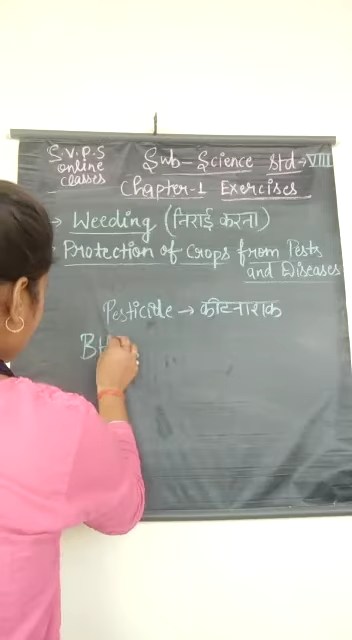 S.V.P.S online classes
Sub-Science Std→VIII
Chapter-1 Exercises
→ Weeding (निराई करना)
Protection of Crops from Pests and Diseases
Pesticide → कीटनाशक
BH